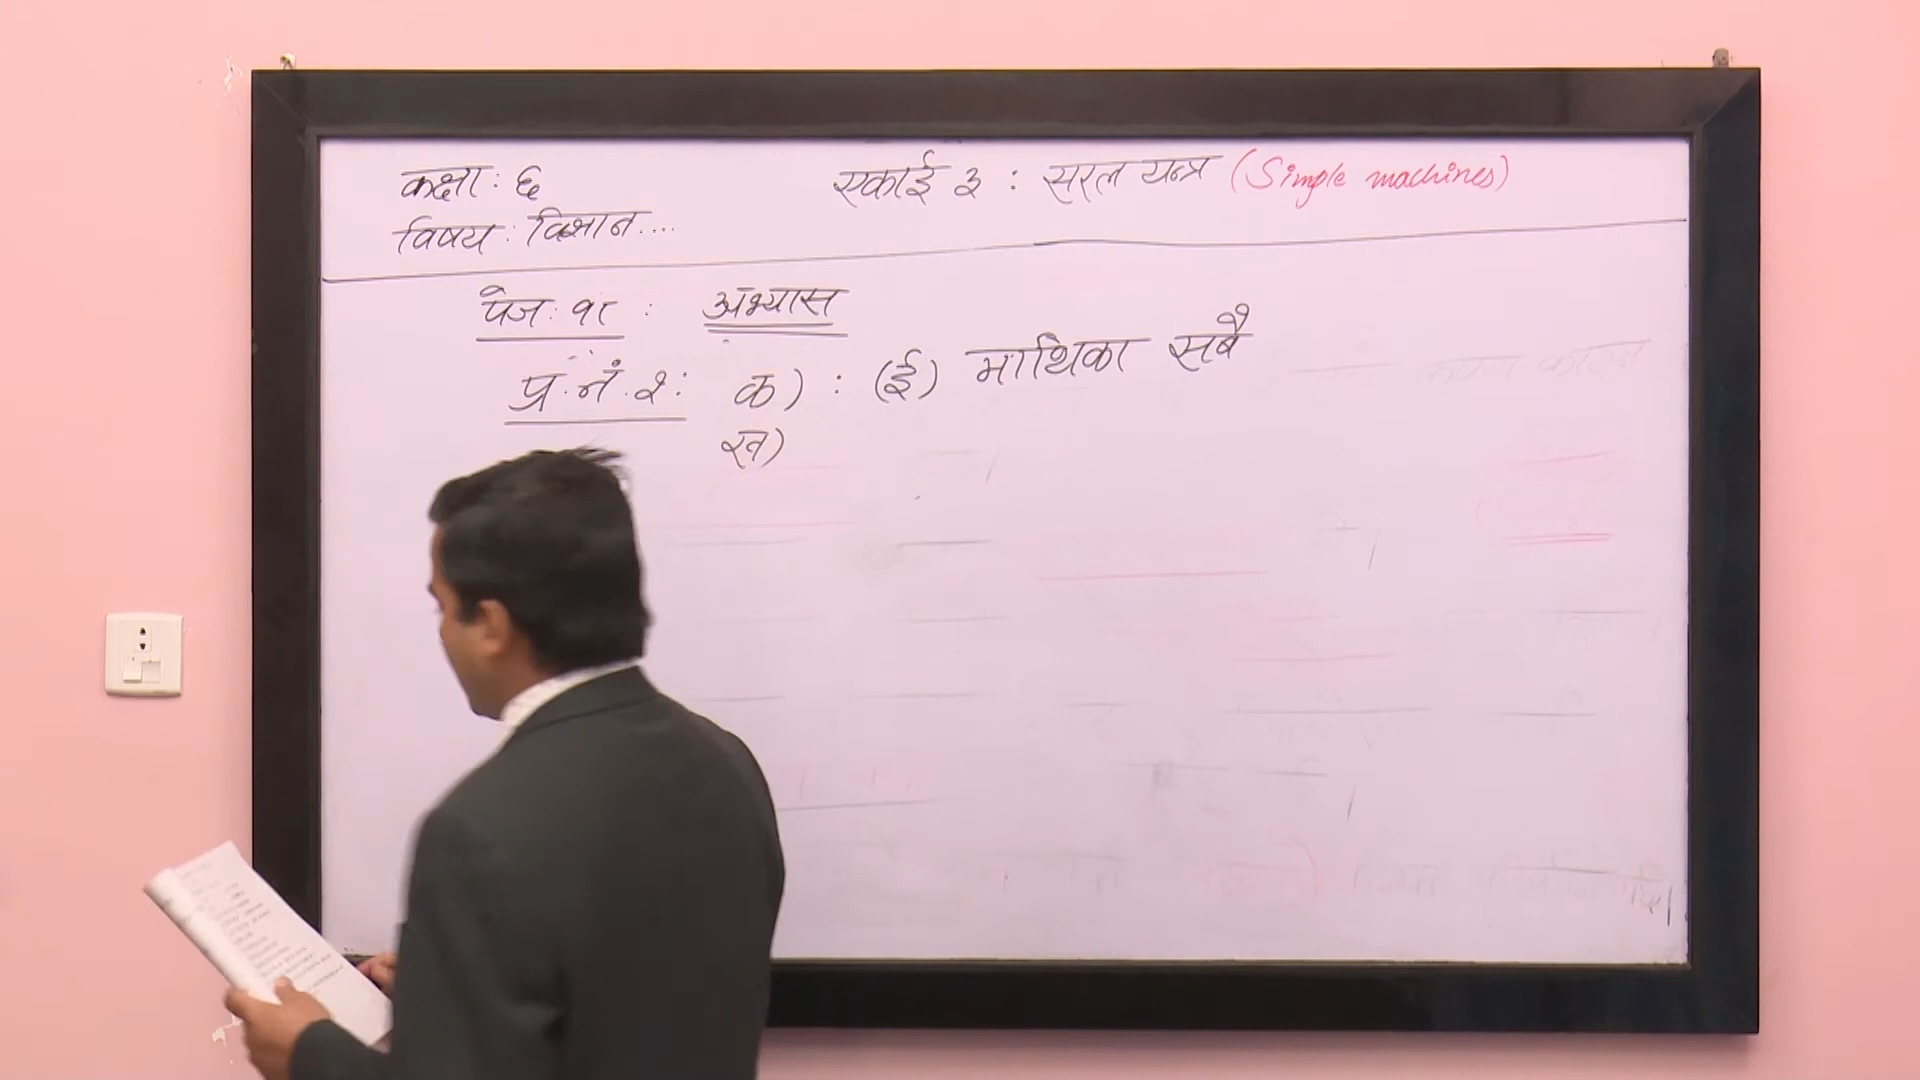 कक्षा: ६
एकाई ३ : सरल यन्त्र (Simple machines)
विषय: विज्ञान....
पेज: १८ : अभ्यास
प्र.नं.२: क) : (ई) माथिका सबै
ख)